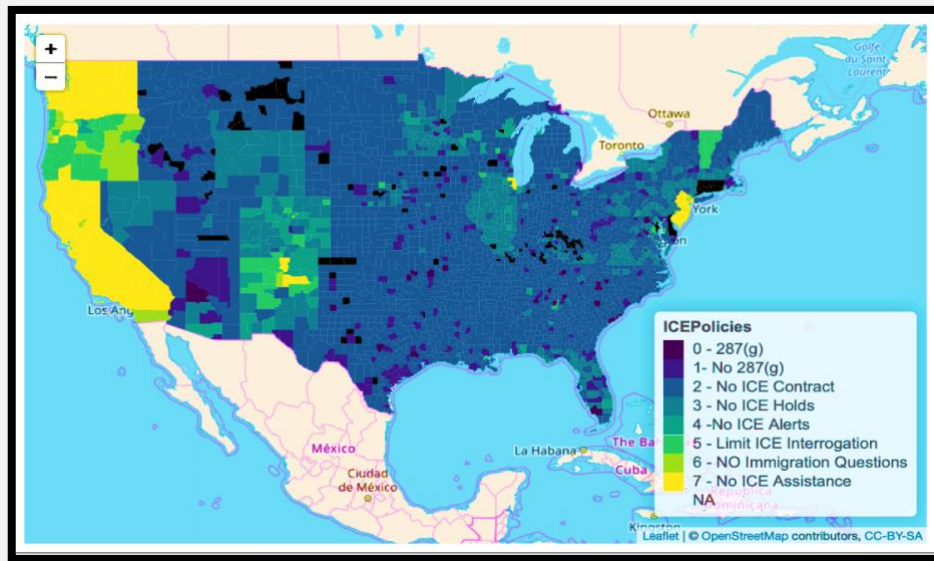 +
−
Golfe
du Saint-
Laurent
Ottawa
Toronto
York
Los Ang
México
Ciudad
de México
La Habana
The Ba
Cuba
República
Dominicana
Kingston
ICEPolicies
0 - 287(g)
1- No 287(g)
2 - No ICE Contract
3 - No ICE Holds
4 -No ICE Alerts
5 - Limit ICE Interrogation
6 - NO Immigration Questions
7 - No ICE Assistance
NA
Leaflet | © OpenStreetMap contributors, CC-BY-SA